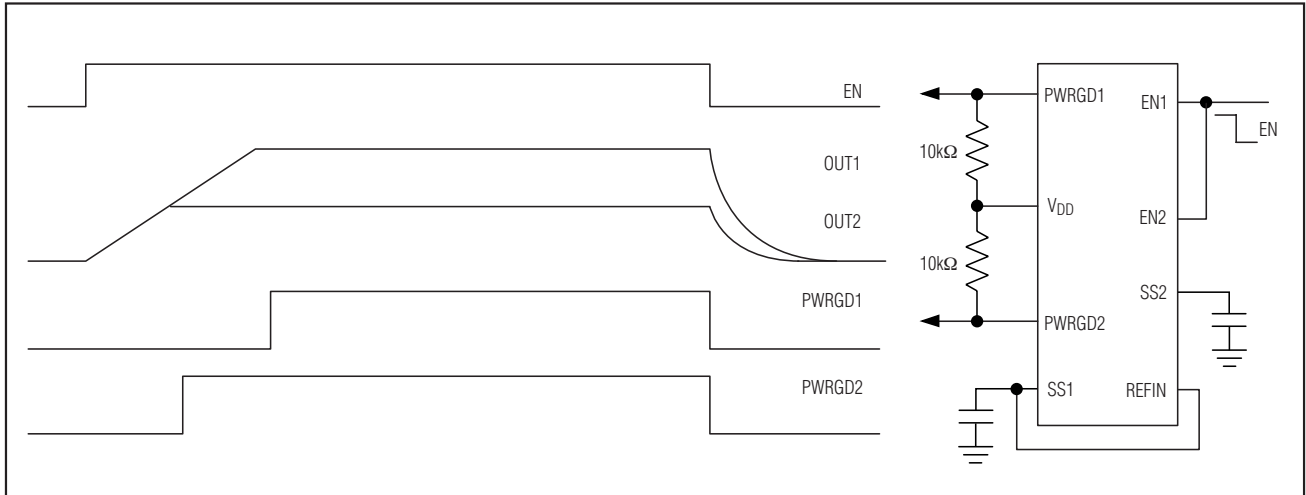 EN
OUT1
OUT2
PWRGD1
PWRGD2
PWRGD1
EN1
EN
10kΩ
VDD
EN2
10kΩ
SS2
PWRGD2
SS1
REFIN